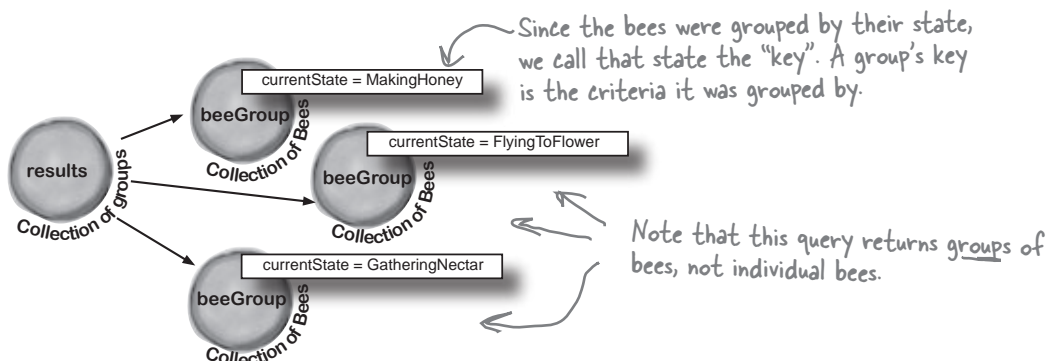 Since the bees were grouped by their state,
we call that state the “key”. A group’s key
is the criteria it was grouped by.
currentState = MakingHoney
beeGroup
Collection of Bees
currentState = FlyingToFlower
beeGroup
Collection of Bees
results
Collection of groups
Note that this query returns groups of
bees, not individual bees.
currentState = GatheringNectar
beeGroup
Collection of Bees